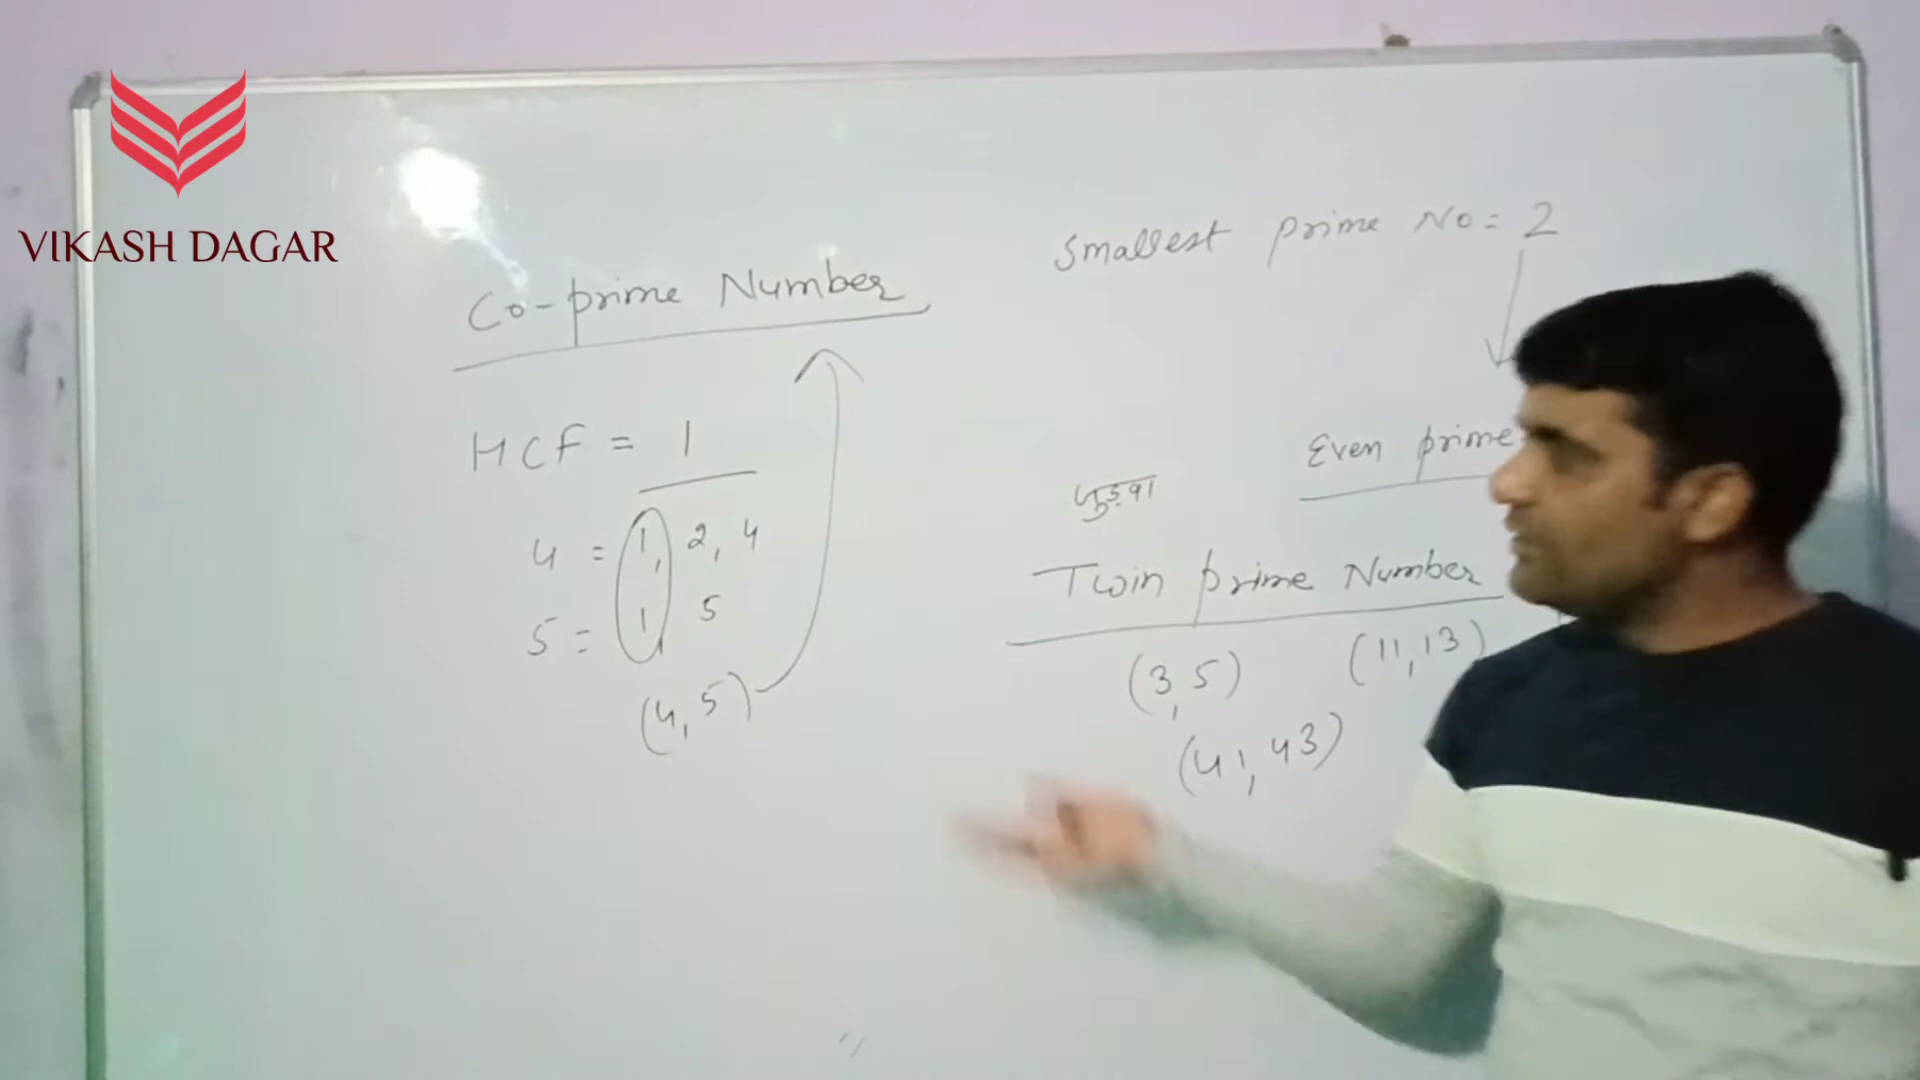 VIKASH DAGAR
Co-prime Number
HCF = 1
4 = 1, 2, 4
5 = 1, 5
(4, 5)
Smallest prime No = 2
Even prime
जुड़वा
Twin prime Number
(3, 5) (11, 13)
(41, 43)